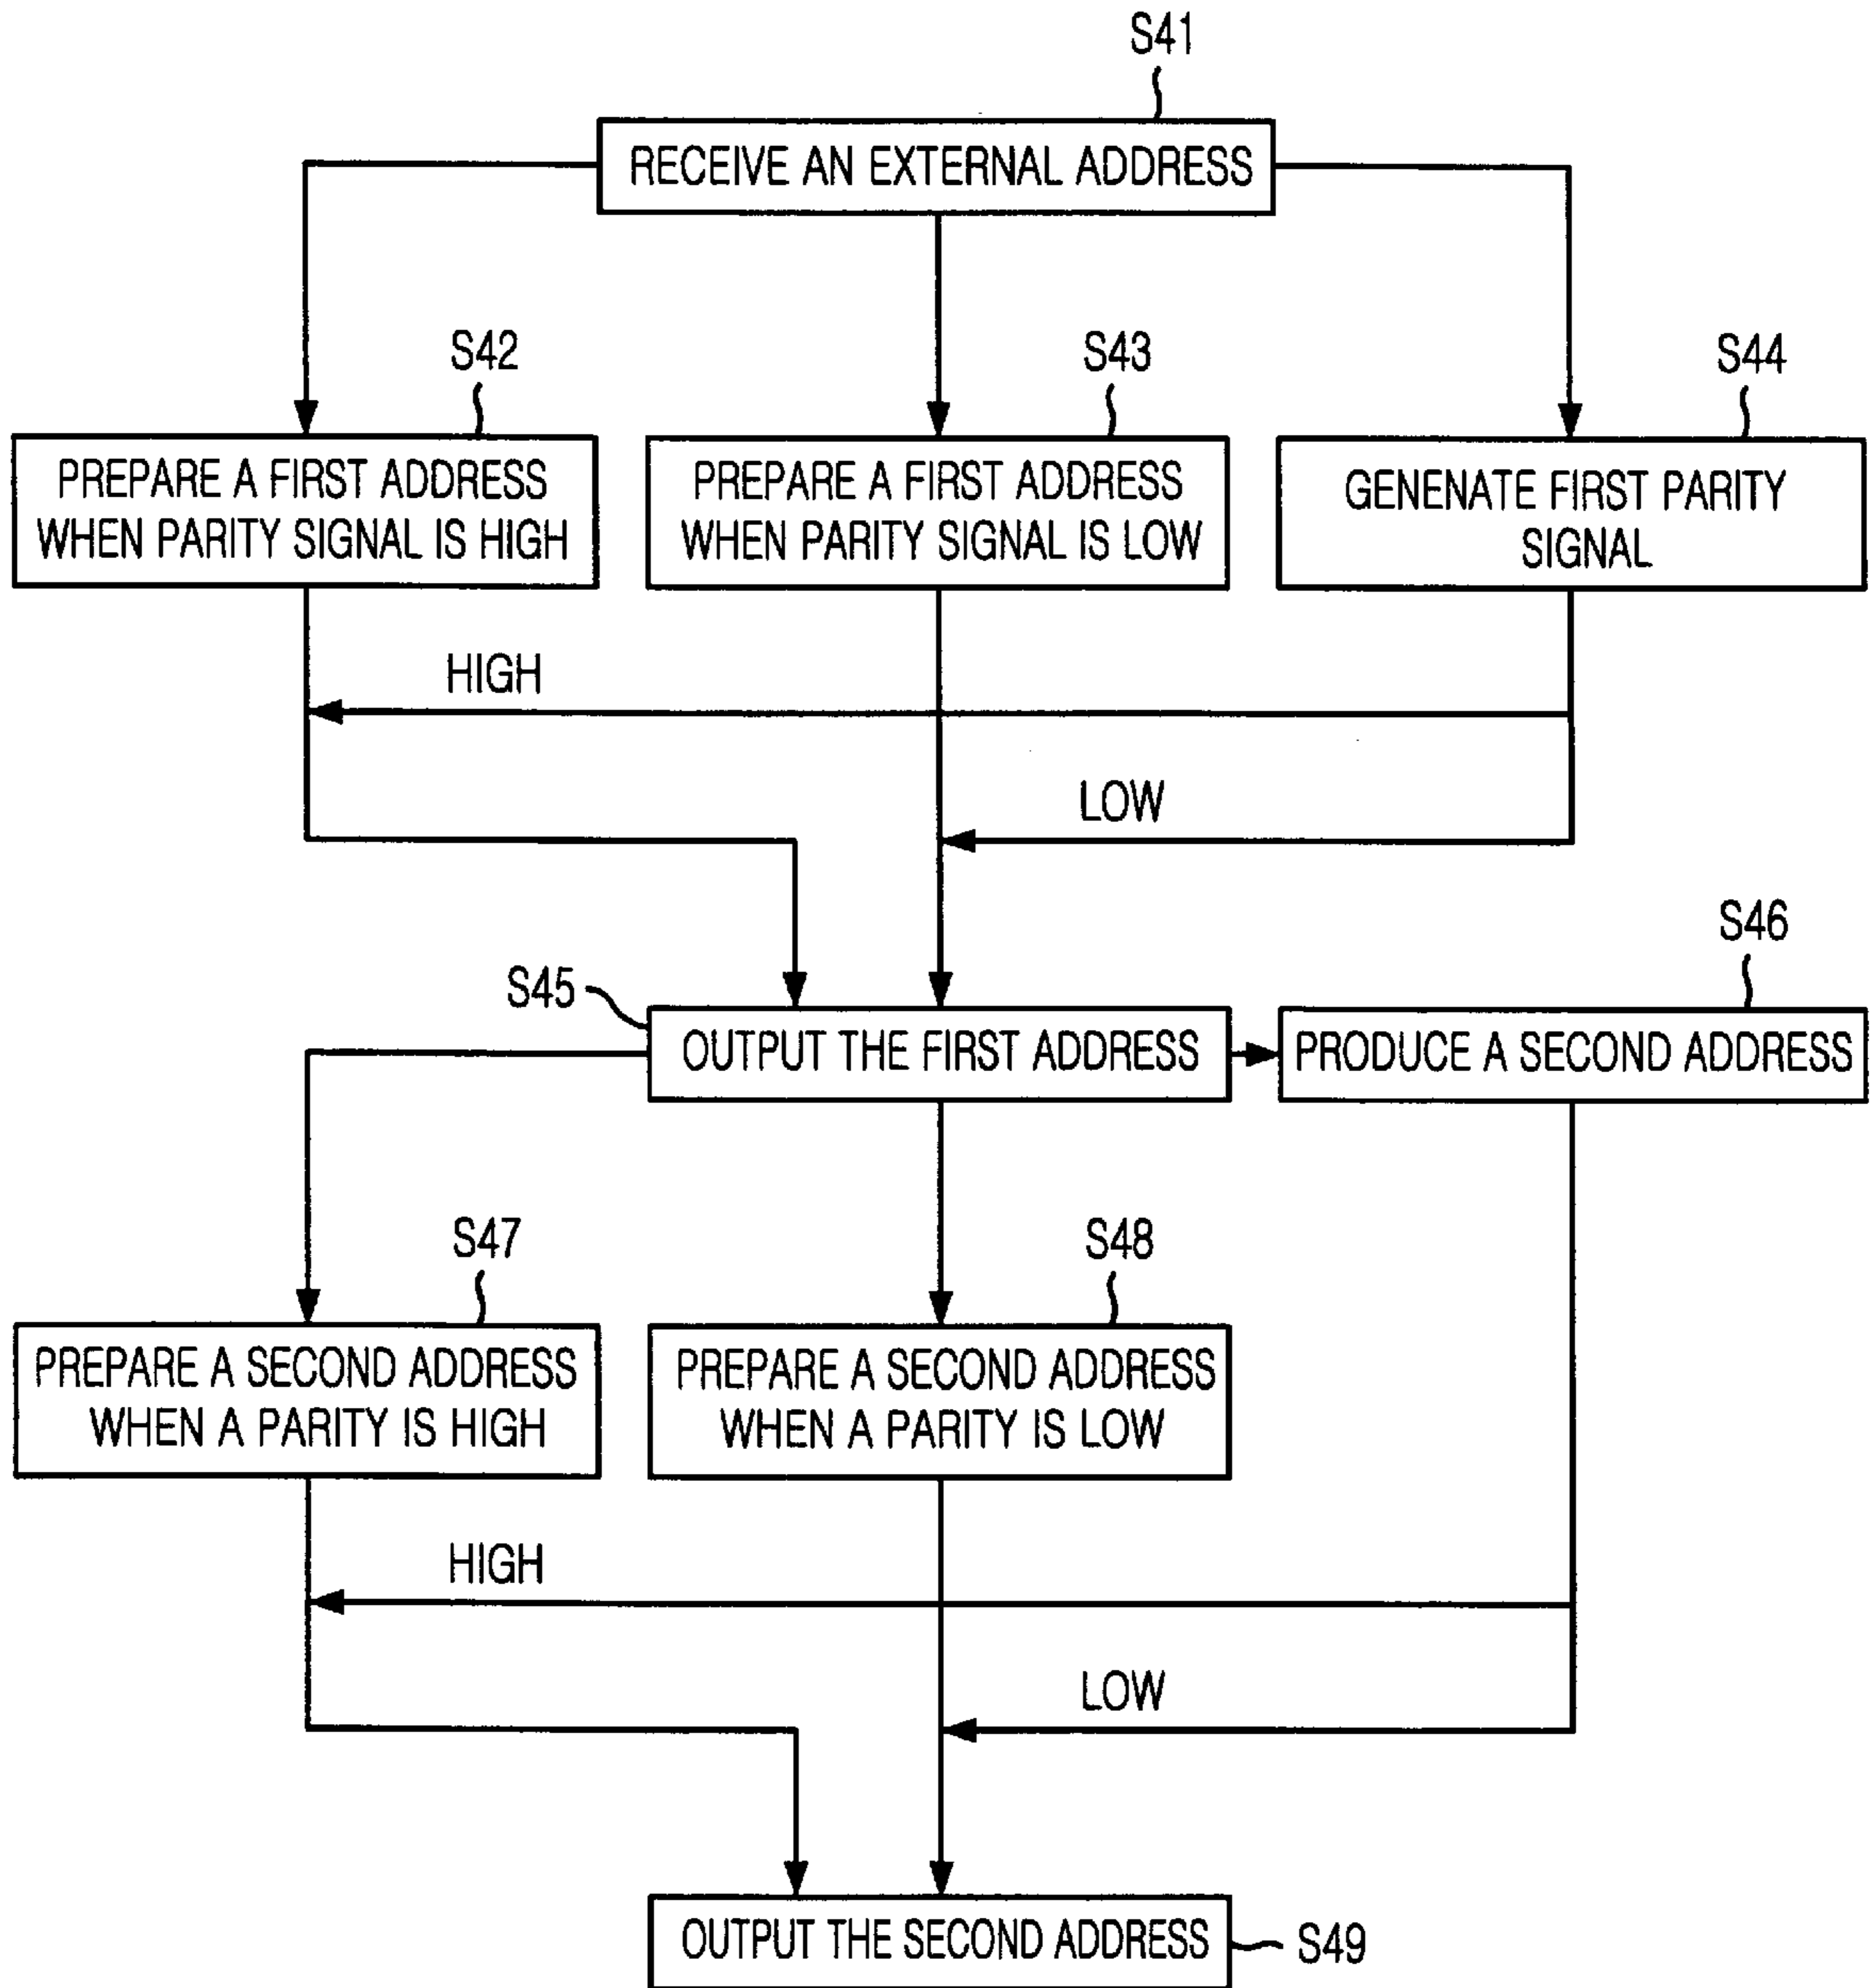 S41
RECEIVE AN EXTERNAL ADDRESS
S42
S43
S44
PREPARE A FIRST ADDRESS
WHEN PARITY SIGNAL IS HIGH
PREPARE A FIRST ADDRESS
WHEN PARITY SIGNAL IS LOW
GENENATE FIRST PARITY
SIGNAL
HIGH
LOW
S45
OUTPUT THE FIRST ADDRESS
S46
PRODUCE A SECOND ADDRESS
S47
S48
PREPARE A SECOND ADDRESS
WHEN A PARITY IS HIGH
PREPARE A SECOND ADDRESS
WHEN A PARITY IS LOW
HIGH
LOW
OUTPUT THE SECOND ADDRESS
S49